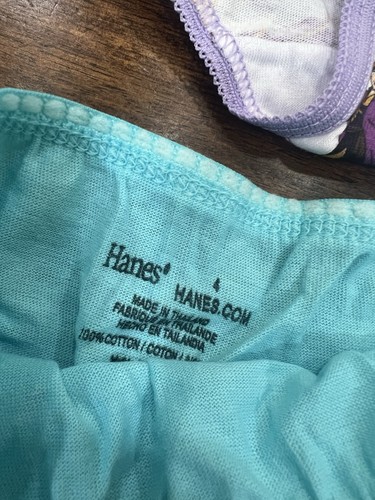 Hanes® 4
HANES.COM
MADE IN THAILAND
FABRIQUÉ EN THAILANDE
HECHO EN TAILANDIA
100% COTTON / COTON /